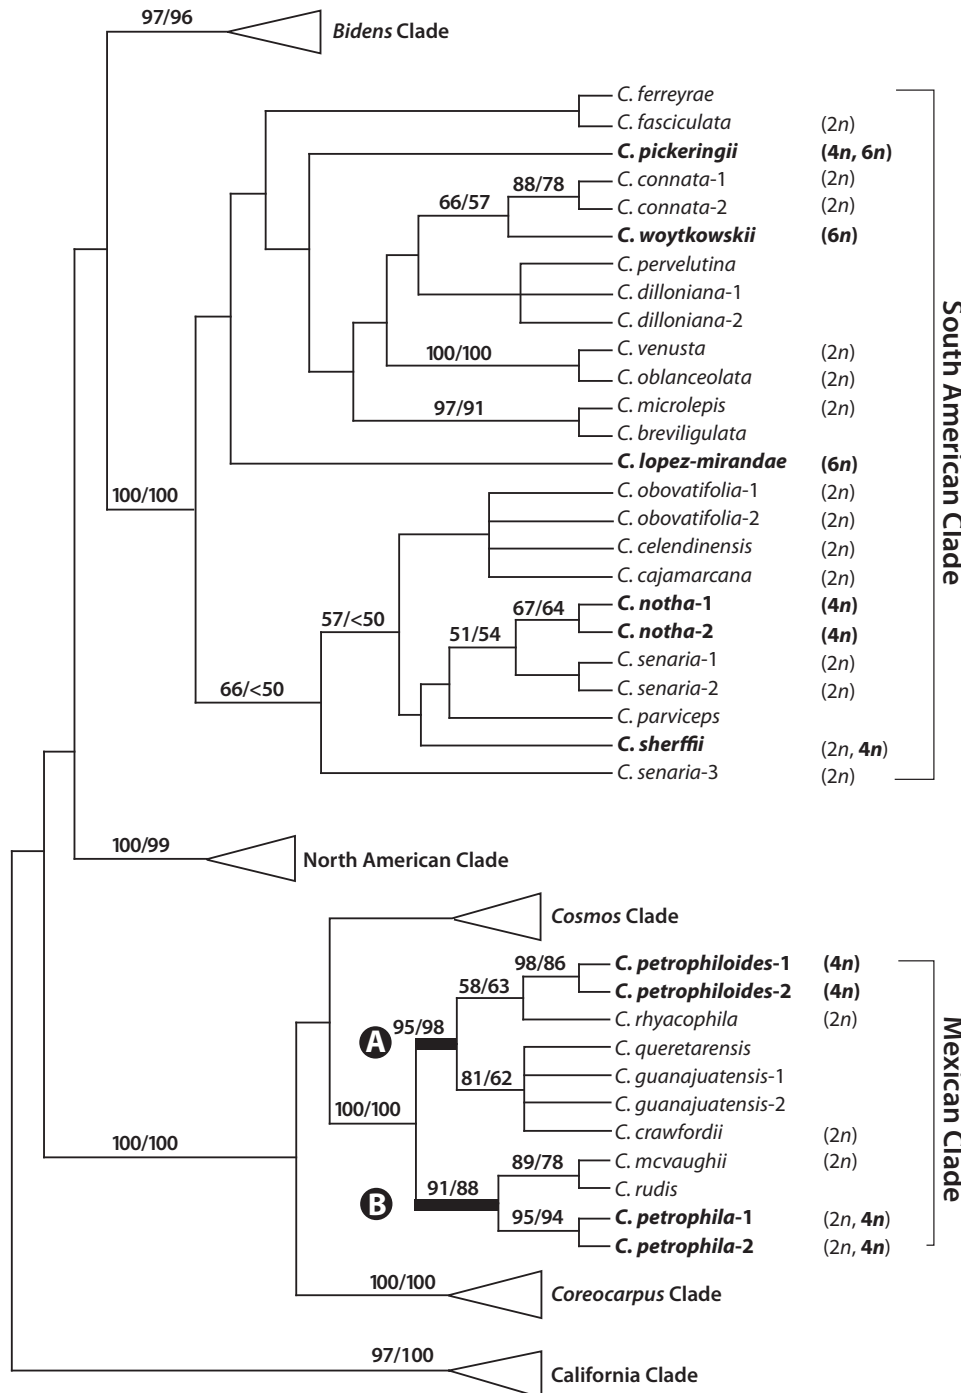 97/96
Bidens Clade
C. ferreyrae
C. fasciculata (2n)
C. pickeringii (4n, 6n)
88/78
C. connata-1 (2n)
66/57
C. connata-2 (2n)
C. woytkowskii (6n)
C. pervelutina
C. dilloniana-1
C. dilloniana-2
100/100
C. venusta (2n)
C. oblanceolata (2n)
97/91
C. microlepis (2n)
C. breviligulata
C. lopez-mirandae (6n)
100/100
C. obovatifolia-1 (2n)
C. obovatifolia-2 (2n)
C. celendinensis (2n)
C. cajamarcana (2n)
67/64
C. notha-1 (4n)
57/<50
51/54
C. notha-2 (4n)
C. senaria-1 (2n)
66/<50
C. senaria-2 (2n)
C. parviceps
C. sherffii (2n, 4n)
C. senaria-3 (2n)
South American Clade
100/99
North American Clade
Cosmos Clade
98/86
C. petrophiloides-1 (4n)
58/63
C. petrophiloides-2 (4n)
C. rhyacophila (2n)
95/98
A
C. queretarensis
81/62
C. guanajuatensis-1
100/100
C. guanajuatensis-2
C. crawfordii (2n)
100/100
89/78
C. mcvaughii (2n)
91/88
B
C. rudis
95/94
C. petrophila-1 (2n, 4n)
C. petrophila-2 (2n, 4n)
Mexican Clade
100/100
Coreocarpus Clade
97/100
California Clade